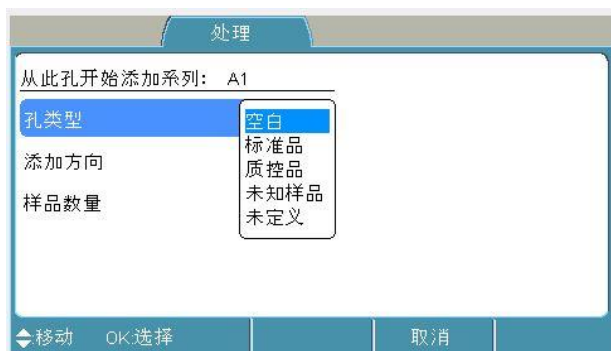 处理
从此孔开始添加系列： A1
孔类型
空白
标准品
质控品
未知样品
未定义
添加方向
样品数量
移动 OK:选择 取消